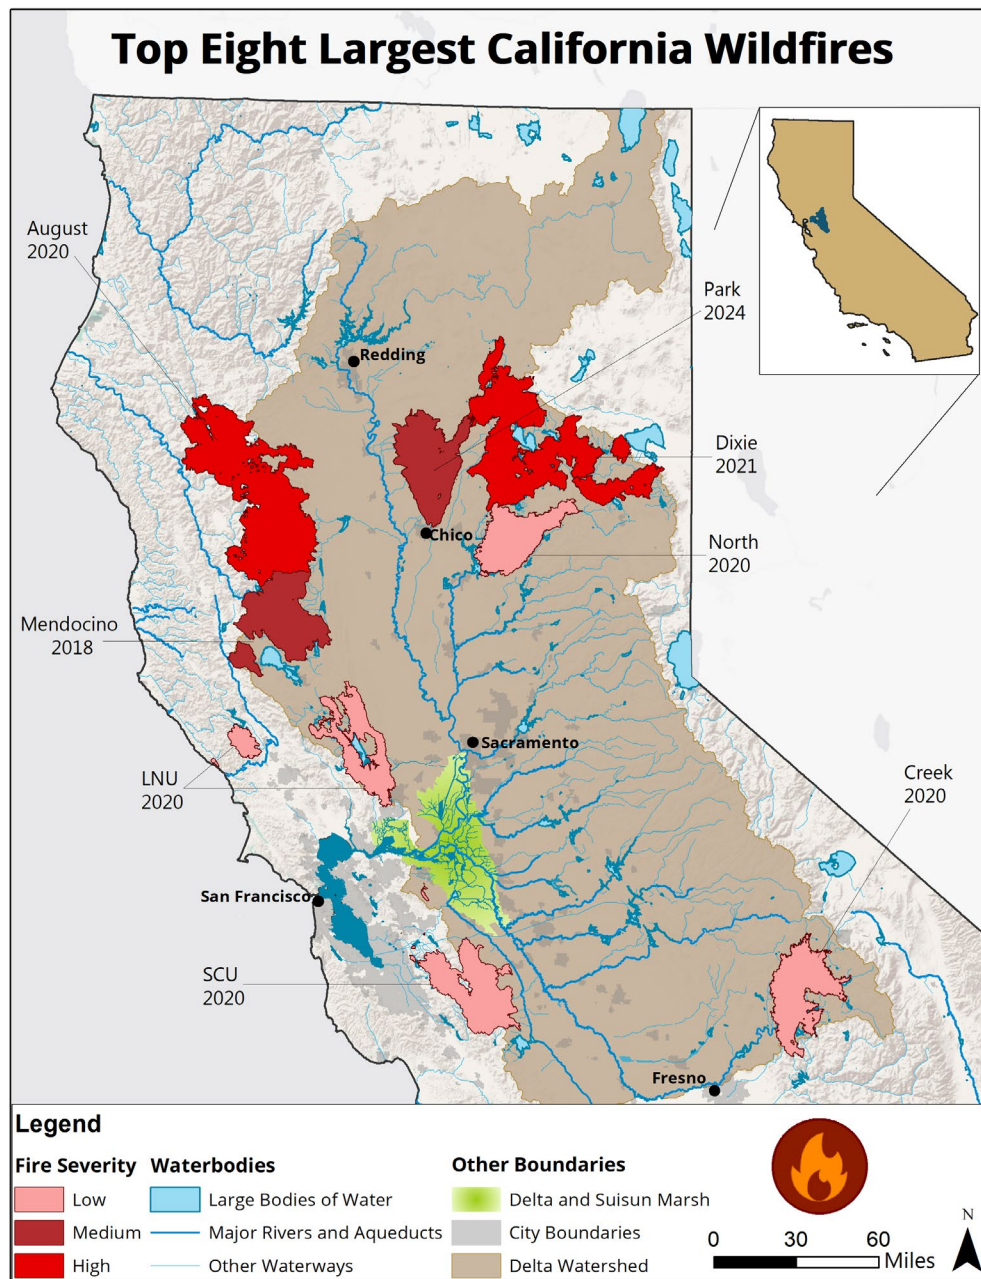 Top Eight Largest California Wildfires
August
2020
Park
2024
Redding
Dixie
2021
Chico
North
2020
Mendocino
2018
Sacramento
LNU
2020
Creek
2020
San Francisco
SCU
2020
Fresno
Legend
Fire Severity
Low
Medium
High
Waterbodies
Large Bodies of Water
Major Rivers and Aqueducts
Other Waterways
Other Boundaries
Delta and Suisun Marsh
City Boundaries
Delta Watershed
0 30 60
Miles
N